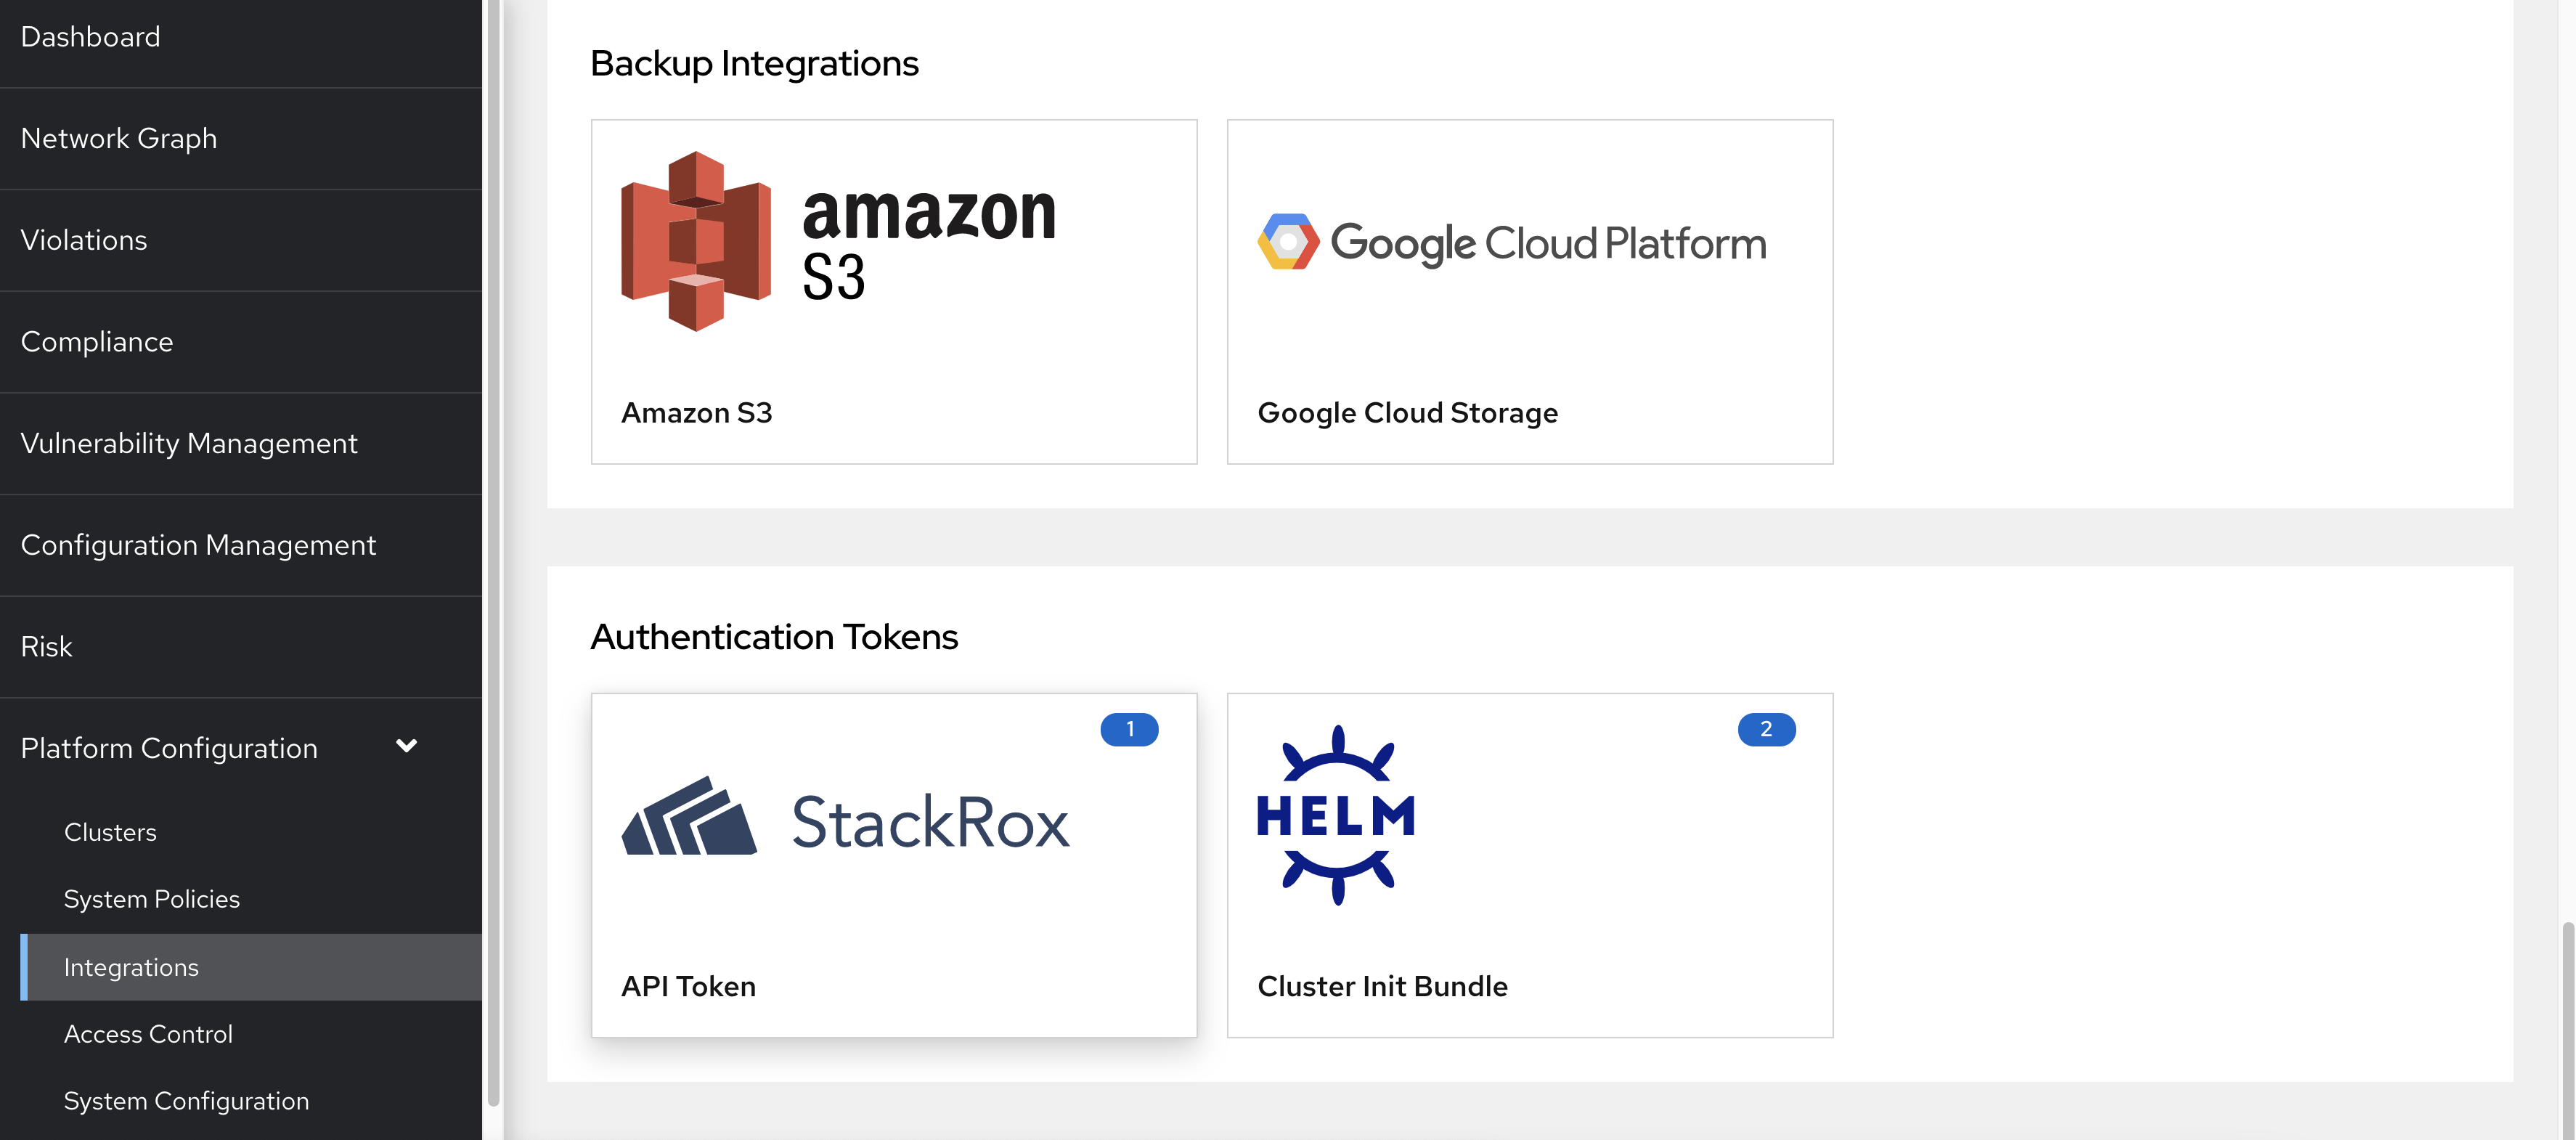 Dashboard
Network Graph
Violations
Compliance
Vulnerability Management
Configuration Management
Risk
Platform Configuration
Clusters
System Policies
Integrations
Access Control
System Configuration
Backup Integrations
amazon
S3
Amazon S3
Google Cloud Platform
Google Cloud Storage
Authentication Tokens
1
StackRox
API Token
2
HELM
Cluster Init Bundle